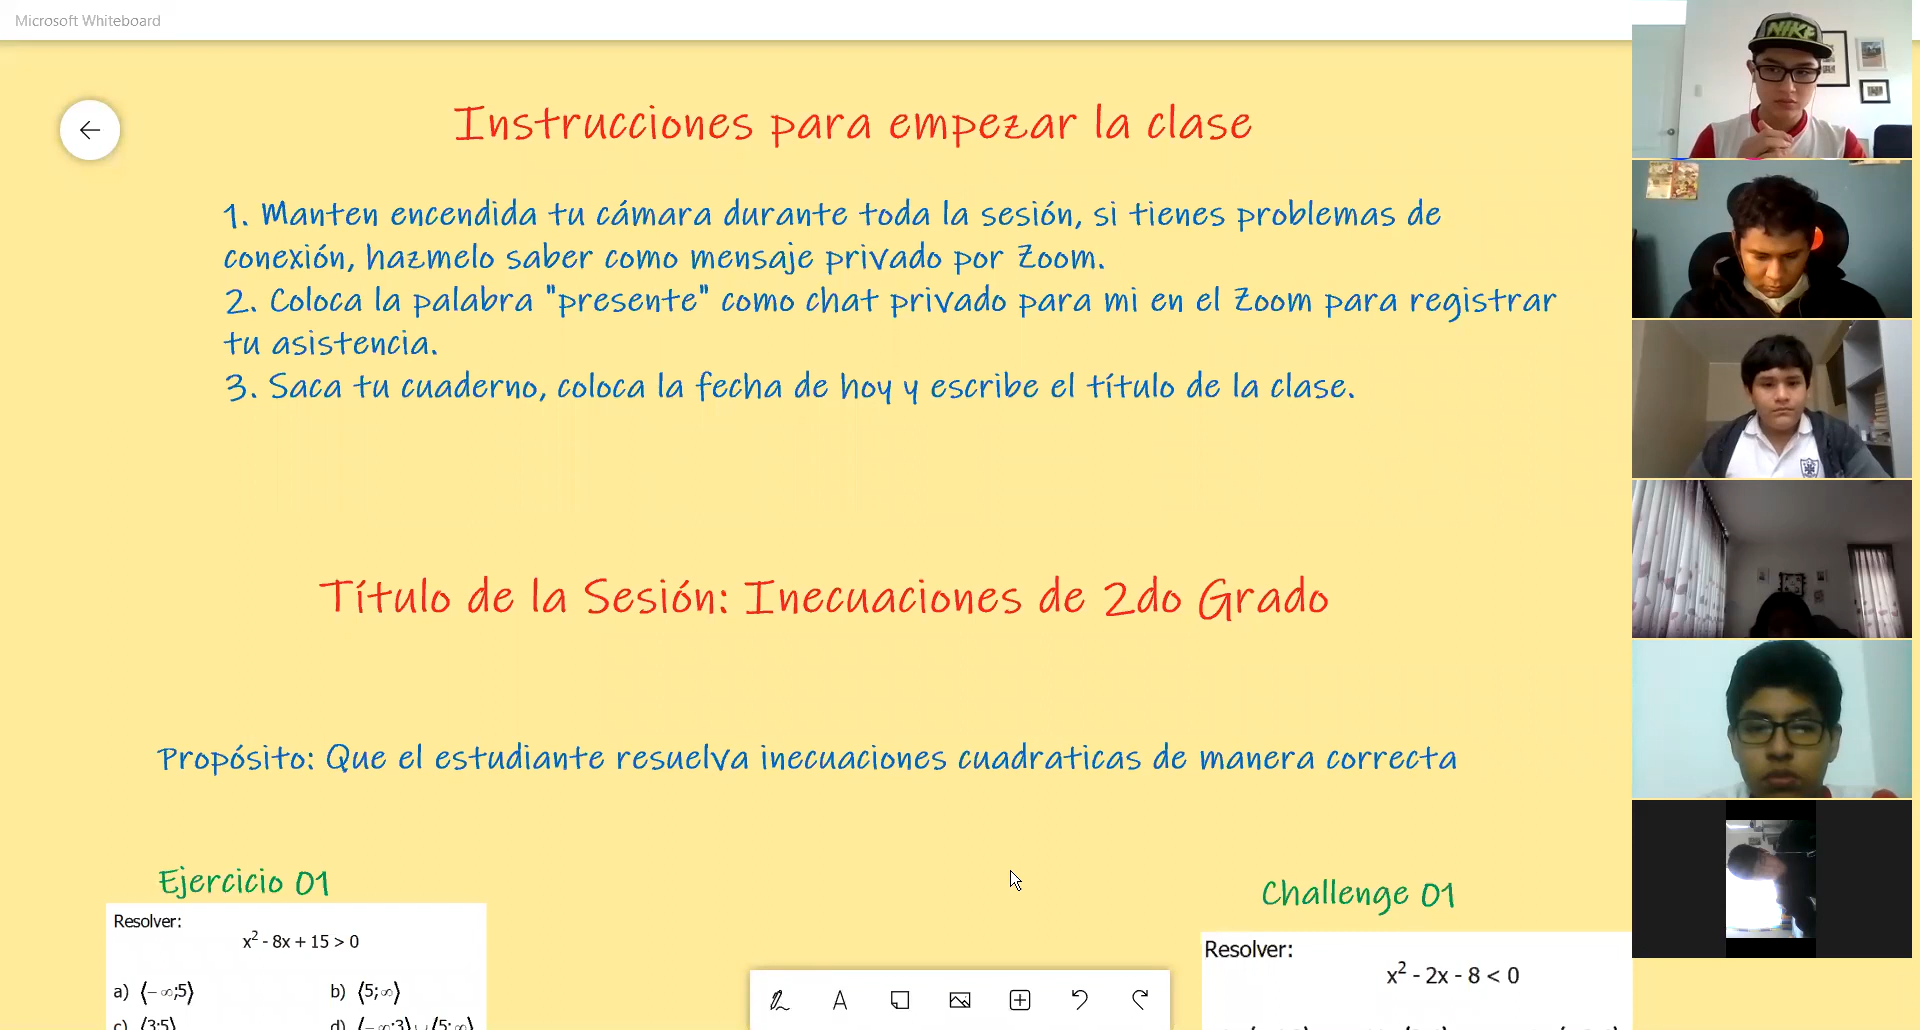 Microsoft Whiteboard
Instrucciones para empezar la clase
1. Manten encendida tu cámara durante toda la sesión, si tienes problemas de
conexión, hazmelo saber como mensaje privado por Zoom.
2. Coloca la palabra "presente" como chat privado para mi en el Zoom para registrar
tu asistencia.
3. Saca tu cuaderno, coloca la fecha de hoy y escribe el título de la clase.
Título de la Sesión: Inecuaciones de 2do Grado
Propósito: Que el estudiante resuelva inecuaciones cuadraticas de manera correcta
Ejercicio 01
Resolver:
x² - 8x + 15 > 0
a) ⟨-∞;5⟩ b) ⟨5;∞⟩
c) ⟨3;5⟩ d) ⟨-∞;3⟩∪⟨5;∞⟩
Challenge 01
Resolver:
x² - 2x - 8 < 0
NIKE